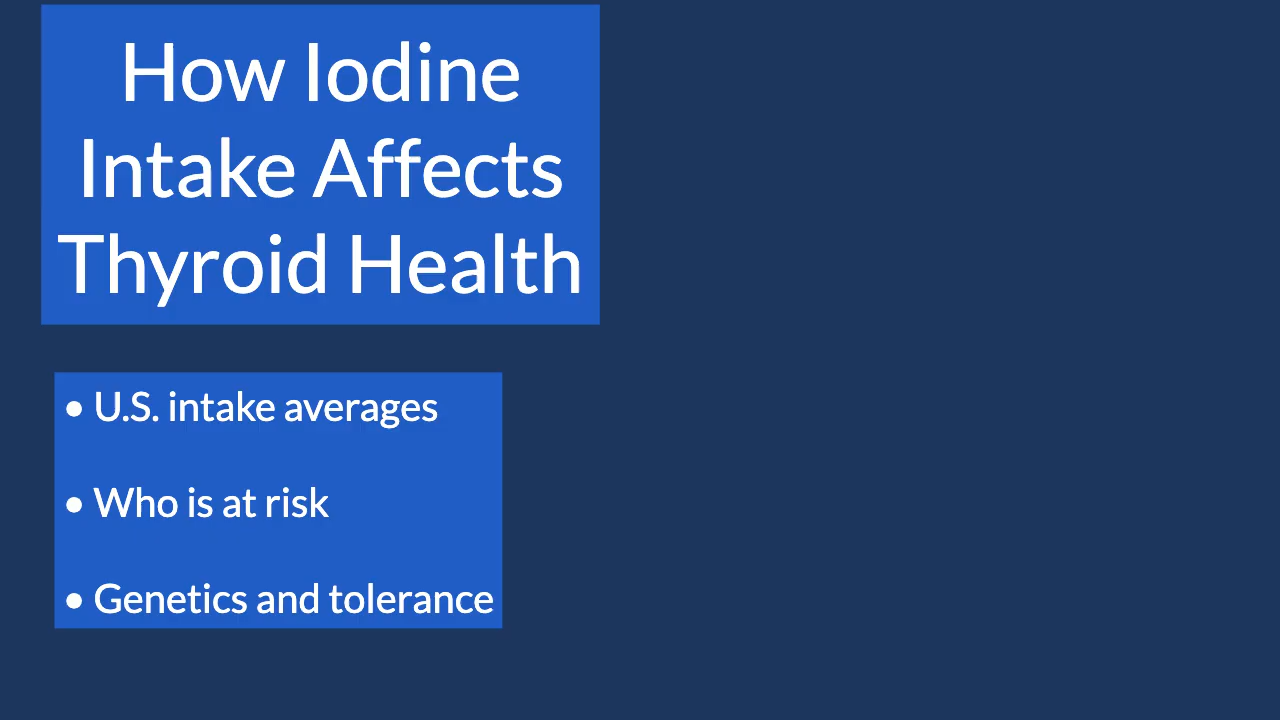 How Iodine
Intake Affects
Thyroid Health
• U.S. intake averages
• Who is at risk
• Genetics and tolerance